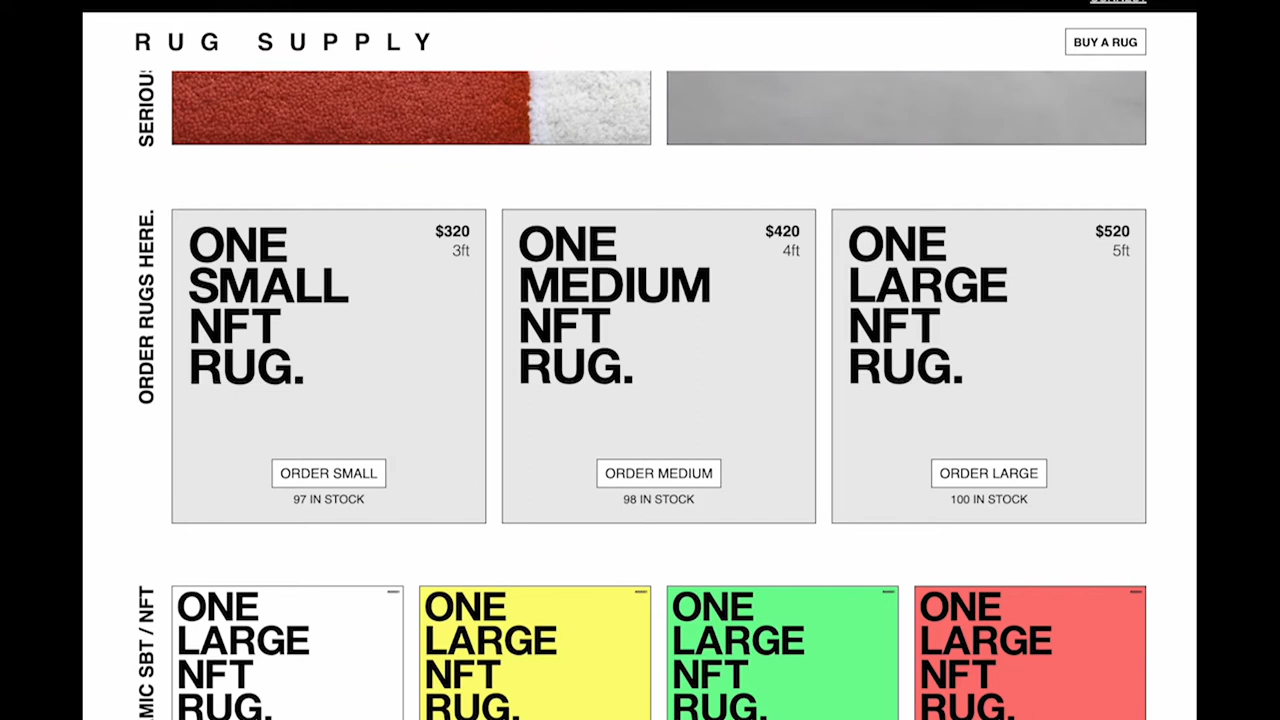 RUG SUPPLY
BUY A RUG
ORDER RUGS HERE.
ONE
SMALL
NFT
RUG.
$320
3ft
ORDER SMALL
97 IN STOCK
ONE
MEDIUM
NFT
RUG.
$420
4ft
ORDER MEDIUM
98 IN STOCK
ONE
LARGE
NFT
RUG.
$520
5ft
ORDER LARGE
100 IN STOCK
SBT / NFT
ONE
LARGE
NFT
RUG.
ONE
LARGE
NFT
RUG.
ONE
LARGE
NFT
RUG.
ONE
LARGE
NFT
RUG.